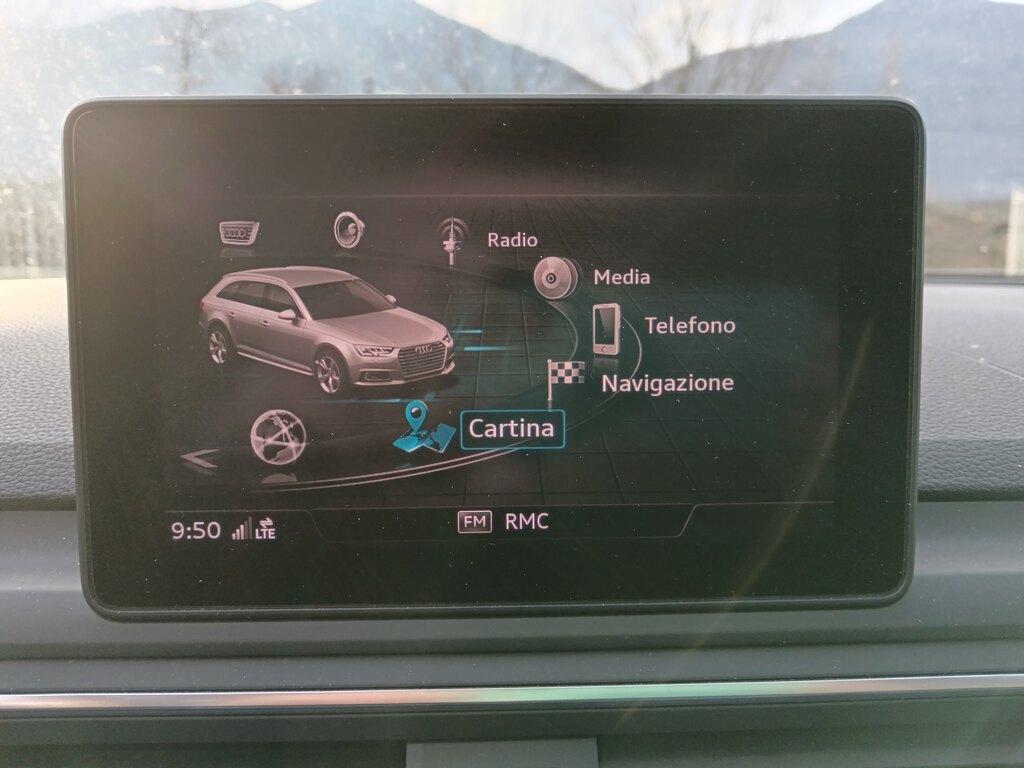 Radio
Media
Telefono
Navigazione
Cartina
9:50 LTE
FM RMC